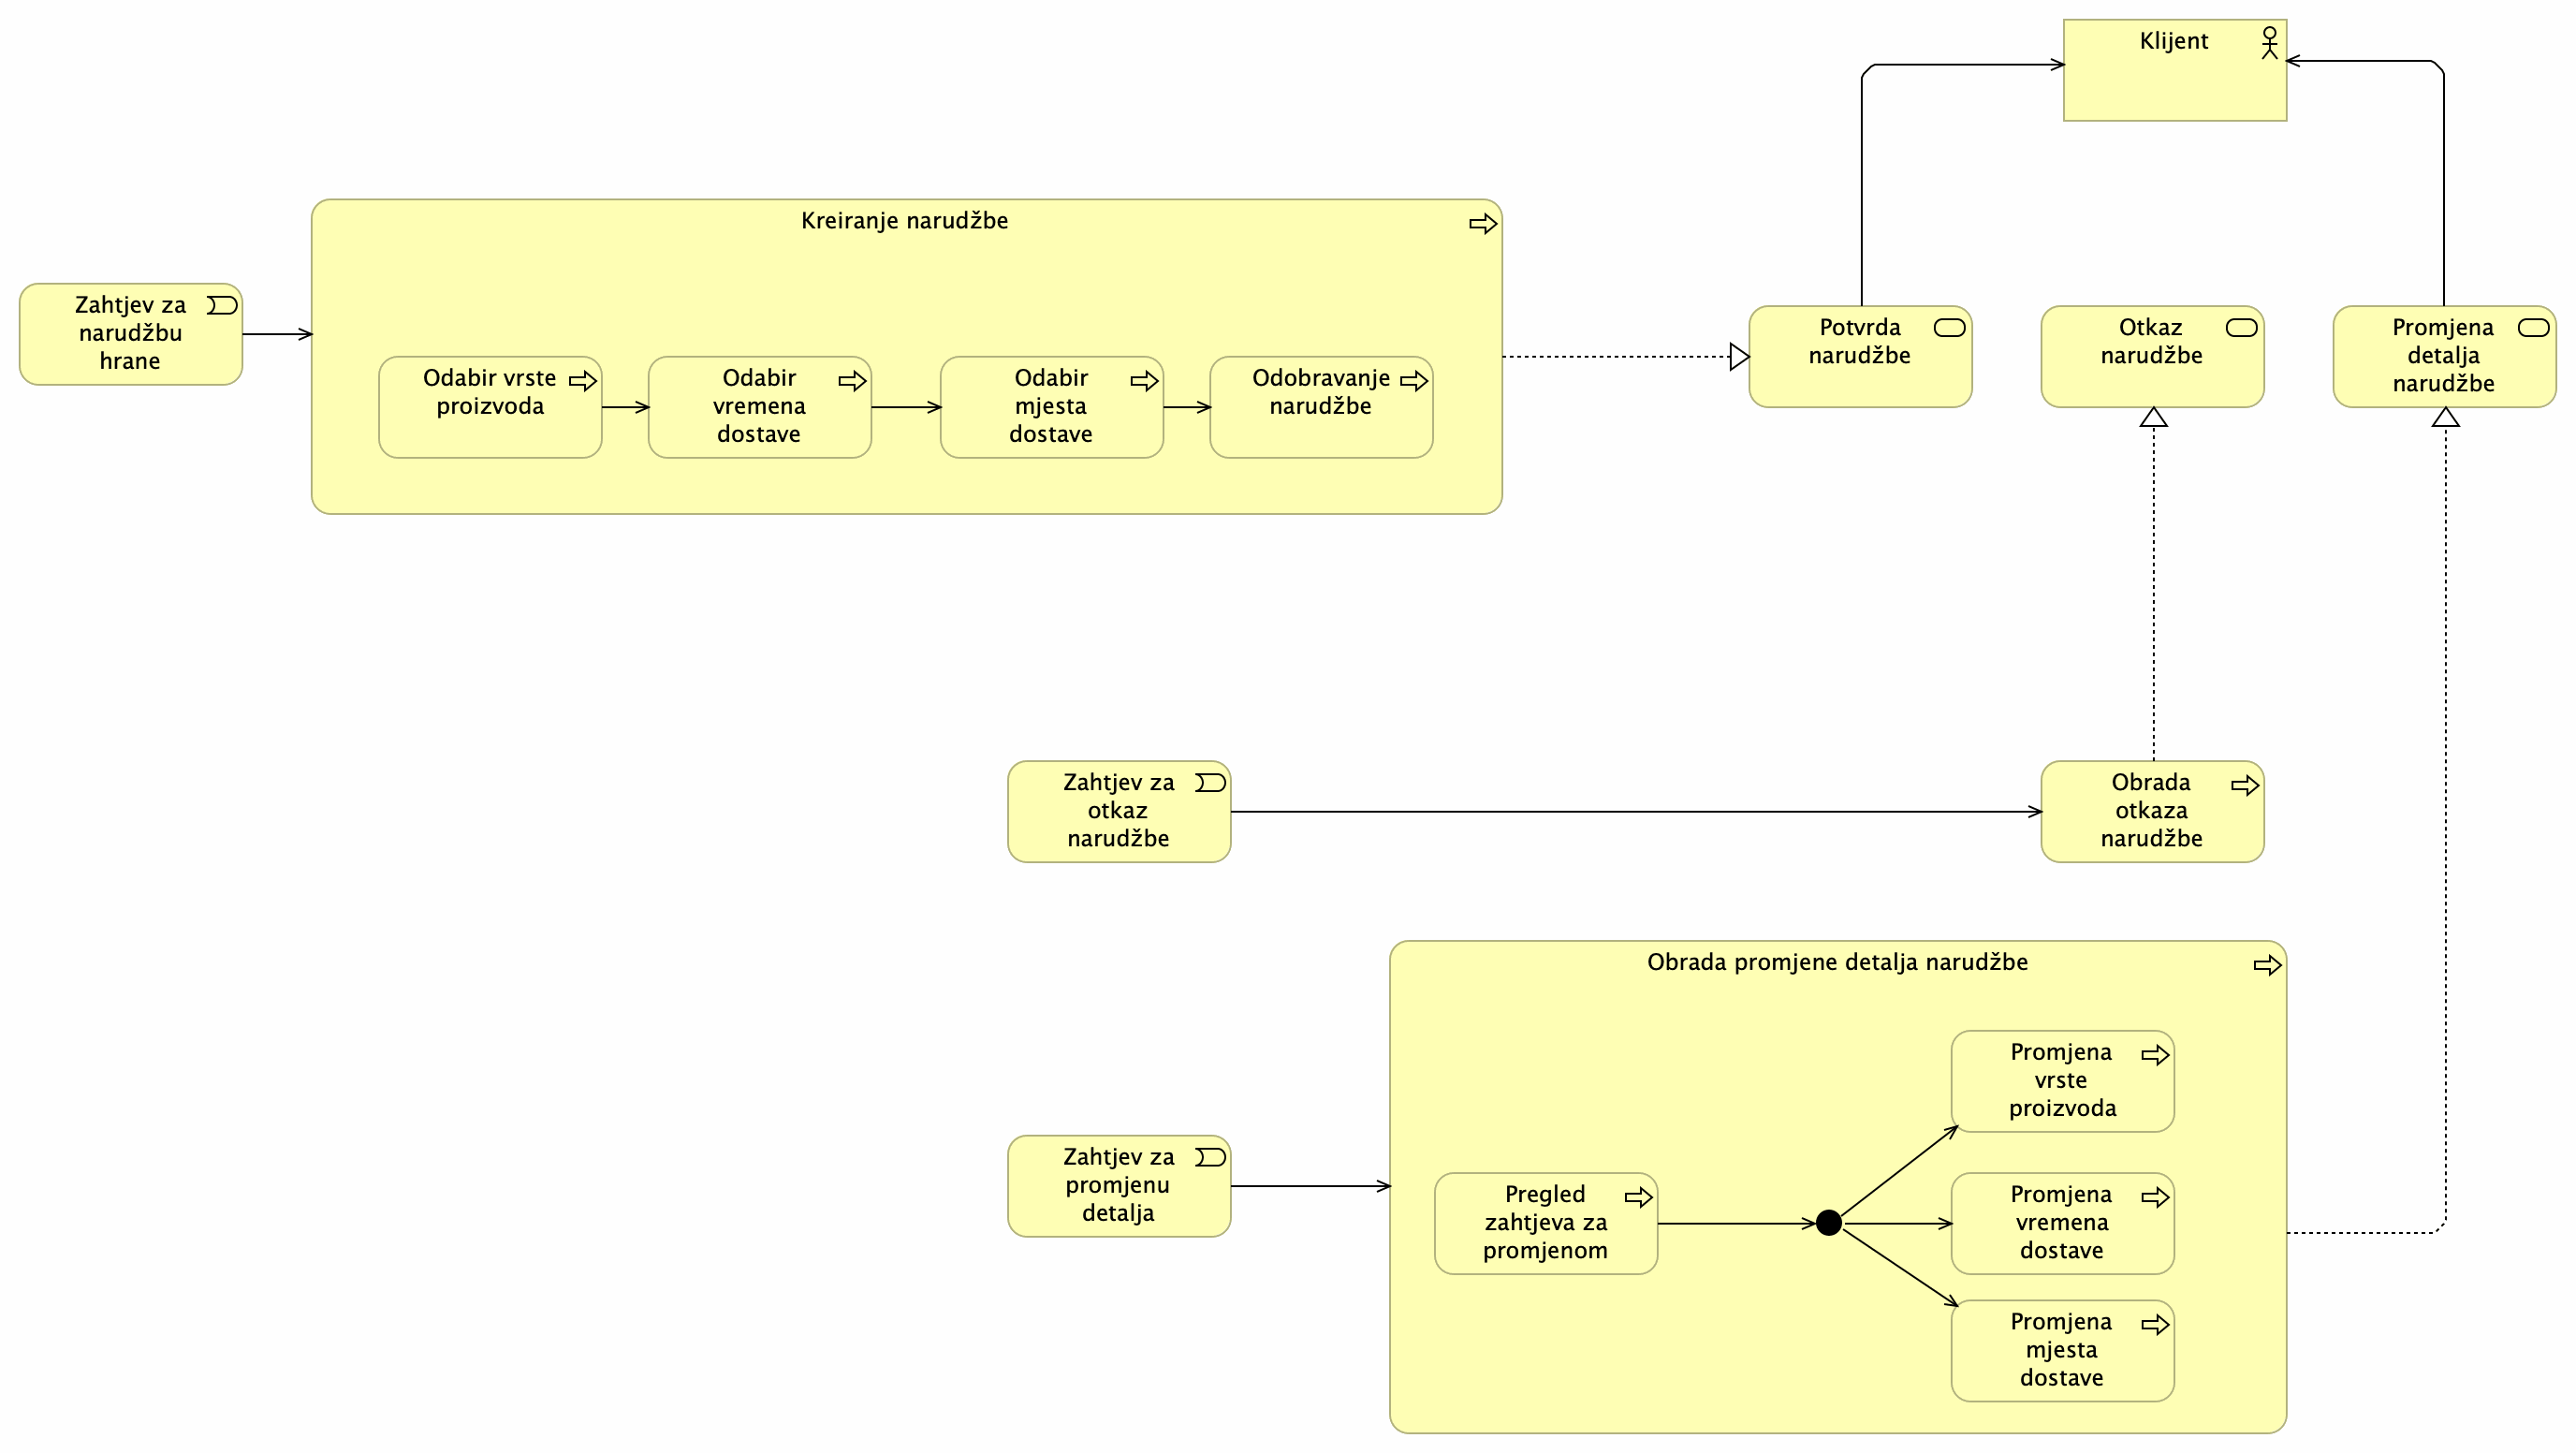 Klijent
Kreiranje narudžbe
Zahtjev za
narudžbu
hrane
Odabir vrste
proizvoda
Odabir
vremena
dostave
Odabir
mjesta
dostave
Odobravanje
narudžbe
Potvrda
narudžbe
Otkaz
narudžbe
Promjena
detalja
narudžbe
Zahtjev za
otkaz
narudžbe
Obrada
otkaza
narudžbe
Obrada promjene detalja narudžbe
Zahtjev za
promjenu
detalja
Pregled
zahtjeva za
promjenom
Promjena
vrste
proizvoda
Promjena
vremena
dostave
Promjena
mjesta
dostave